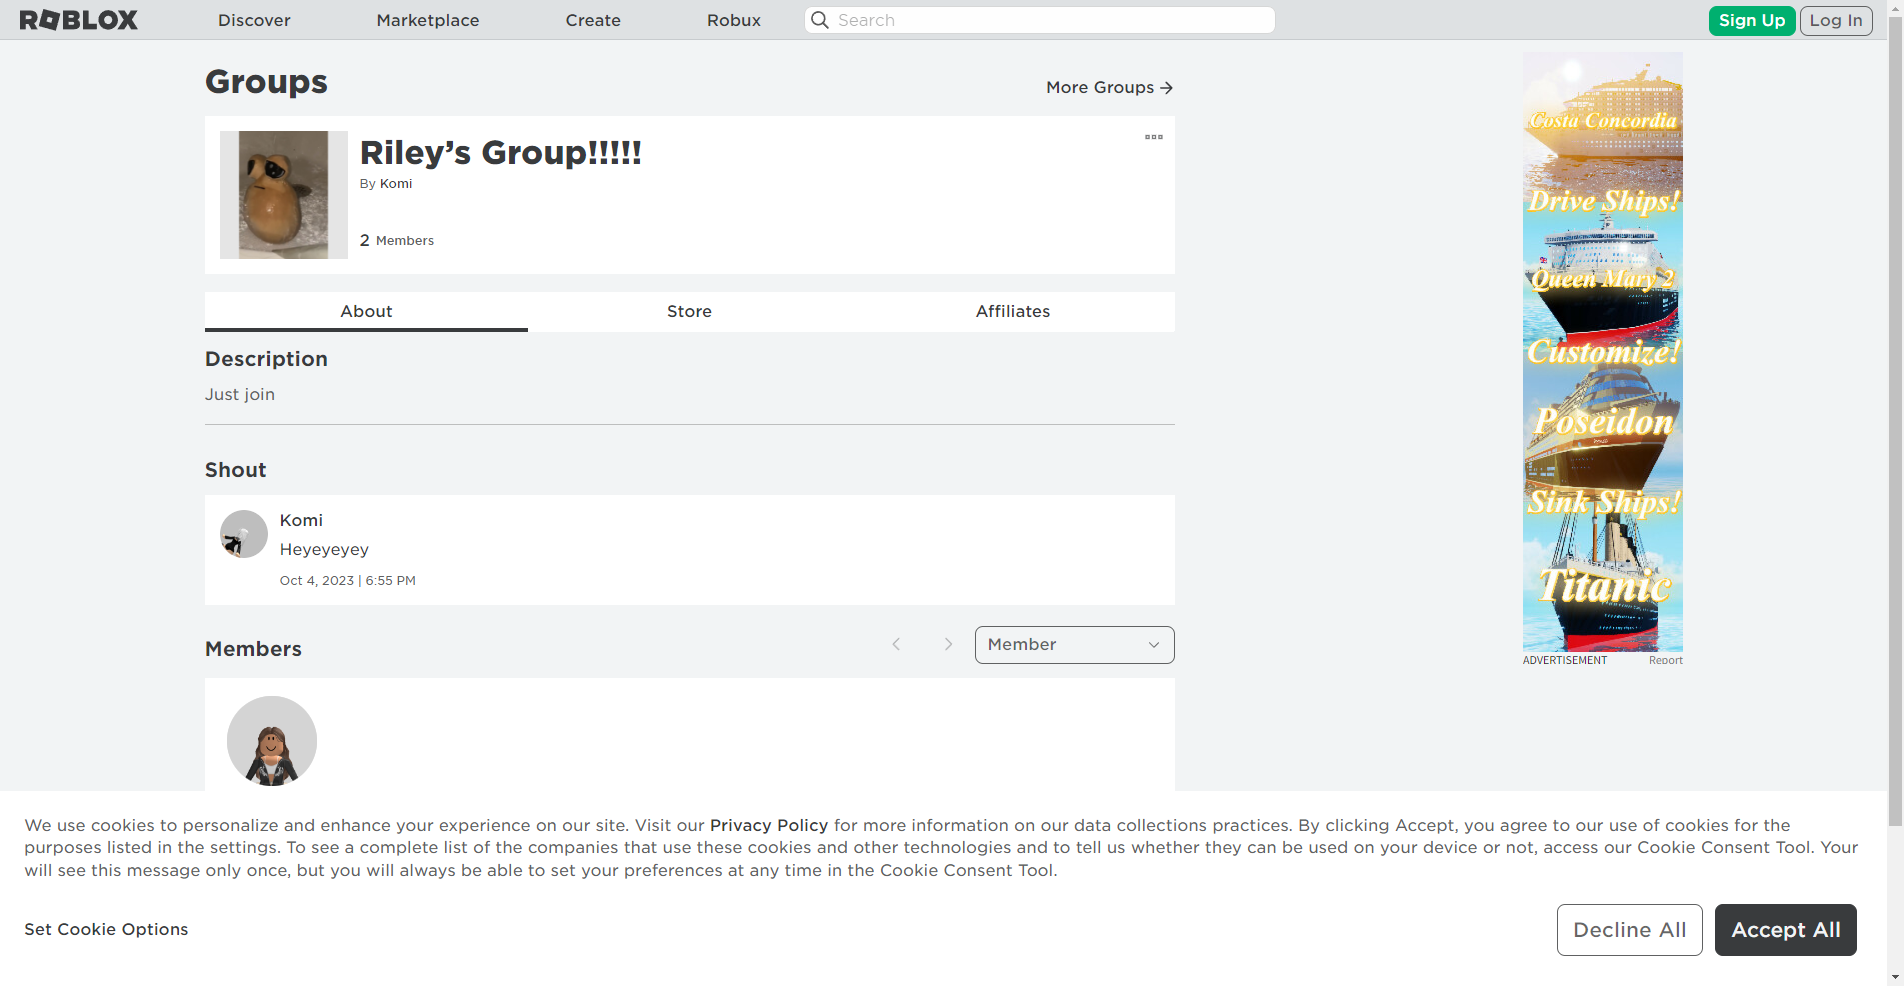 ROBLOX
Discover
Marketplace
Create
Robux
Search
Sign Up
Log In
Groups
More Groups
Riley’s Group!!!!!
By Komi
2 Members
About
Store
Affiliates
Description
Just join
Shout
Komi
Heyeyeyey
Oct 4, 2023 | 6:55 PM
Members
Member
Costa Concordia
Drive Ships!
Queen Mary 2
Customize!
Poseidon
Sink Ships!
Titanic
ADVERTISEMENT
Report
We use cookies to personalize and enhance your experience on our site. Visit our Privacy Policy for more information on our data collections practices. By clicking Accept, you agree to our use of cookies for the
purposes listed in the settings. To see a complete list of the companies that use these cookies and other technologies and to tell us whether they can be used on your device or not, access our Cookie Consent Tool. Your
will see this message only once, but you will always be able to set your preferences at any time in the Cookie Consent Tool.
Set Cookie Options
Decline All
Accept All